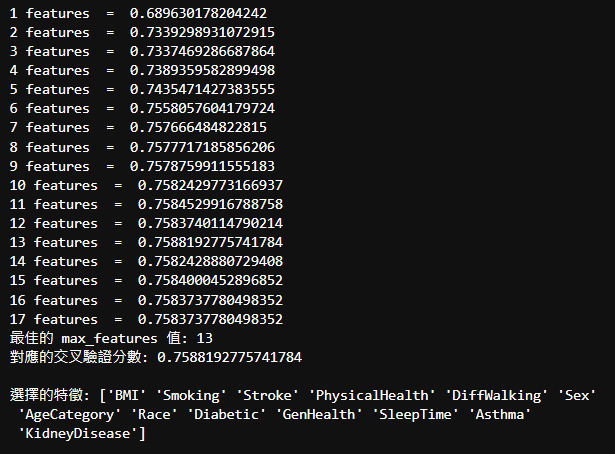 1 features  =  0.689630178204242
2 features  =  0.7339298931072915
3 features  =  0.7337469286687864
4 features  =  0.7389359582899498
5 features  =  0.7435471427383555
6 features  =  0.7558057604179724
7 features  =  0.757666484822815
8 features  =  0.7577717185856206
9 features  =  0.7578759911555183
10 features  =  0.7582429773166937
11 features  =  0.7584529916788758
12 features  =  0.7583740114790214
13 features  =  0.7588192775741784
14 features  =  0.7582428880729408
15 features  =  0.7584000452896852
16 features  =  0.7583737780498352
17 features  =  0.7583737780498352
最佳的 max_features 值: 13
對應的交叉驗證分數: 0.7588192775741784
選擇的特徵: ['BMI' 'Smoking' 'Stroke' 'PhysicalHealth' 'DiffWalking' 'Sex'
 'AgeCategory' 'Race' 'Diabetic' 'GenHealth' 'SleepTime' 'Asthma'
 'KidneyDisease']